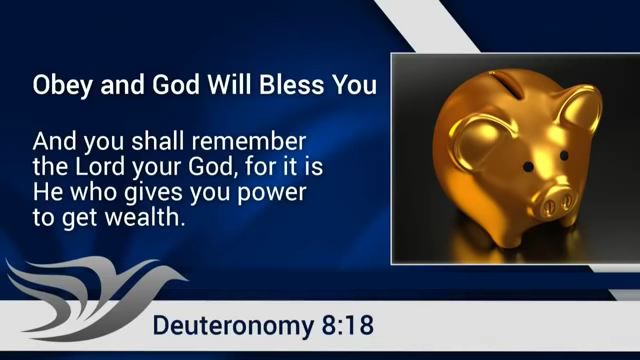 Obey and God Will Bless You
And you shall remember
the Lord your God, for it is
He who gives you power
to get wealth.
Deuteronomy 8:18